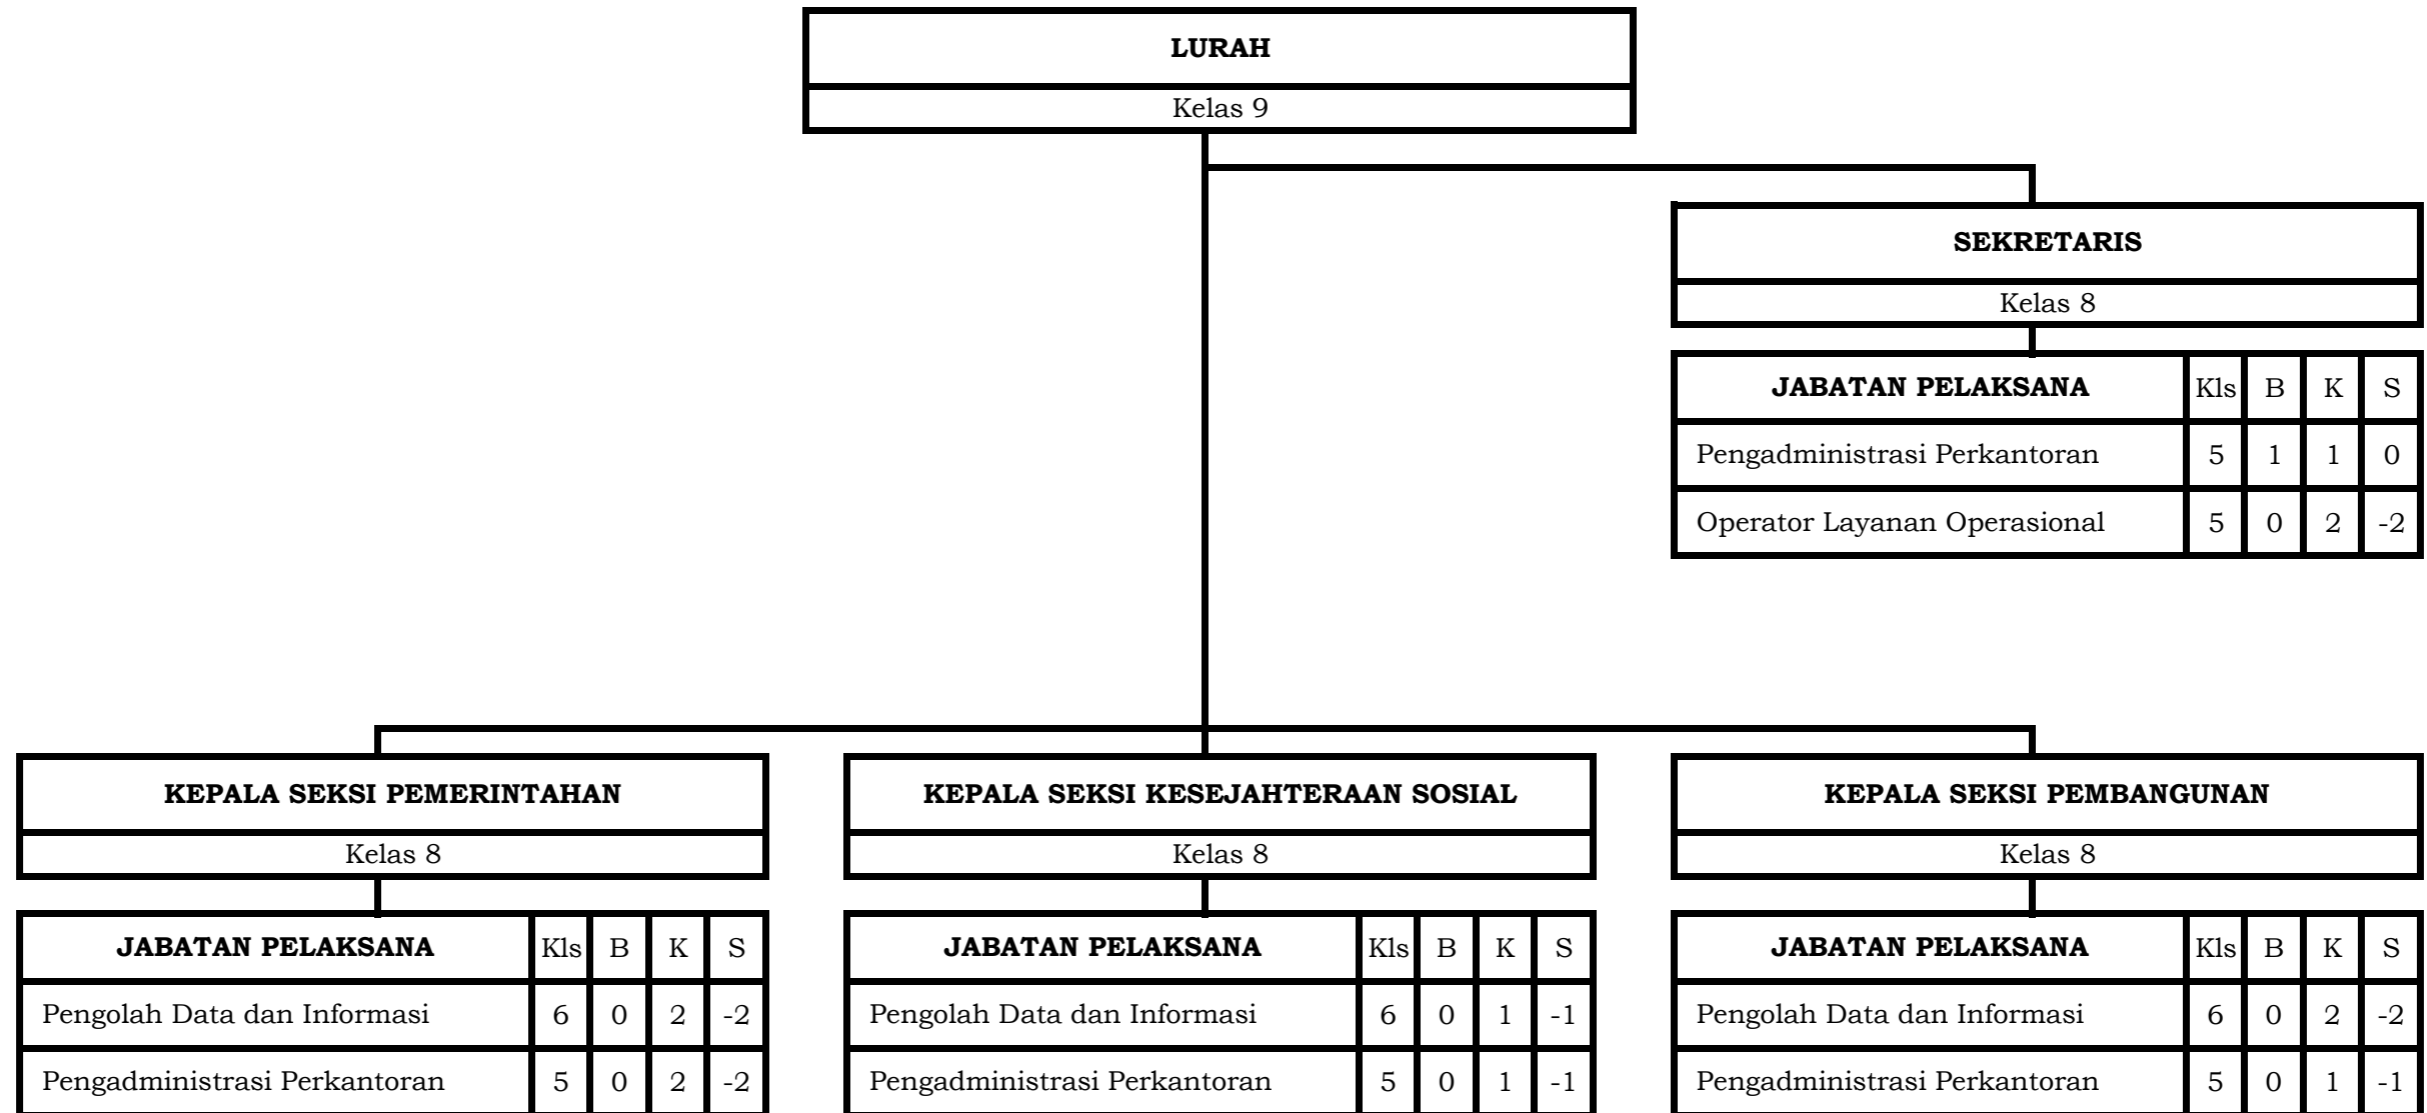 LURAH
Kelas 9
SEKRETARIS
Kelas 8
JABATAN PELAKSANA Kls B K S
Pengadministrasi Perkantoran 5 1 1 0
Operator Layanan Operasional 5 0 2 -2
KEPALA SEKSI PEMERINTAHAN
Kelas 8
JABATAN PELAKSANA Kls B K S
Pengolah Data dan Informasi 6 0 2 -2
Pengadministrasi Perkantoran 5 0 2 -2
KEPALA SEKSI KESEJAHTERAAN SOSIAL
Kelas 8
JABATAN PELAKSANA Kls B K S
Pengolah Data dan Informasi 6 0 1 -1
Pengadministrasi Perkantoran 5 0 1 -1
KEPALA SEKSI PEMBANGUNAN
Kelas 8
JABATAN PELAKSANA Kls B K S
Pengolah Data dan Informasi 6 0 2 -2
Pengadministrasi Perkantoran 5 0 1 -1